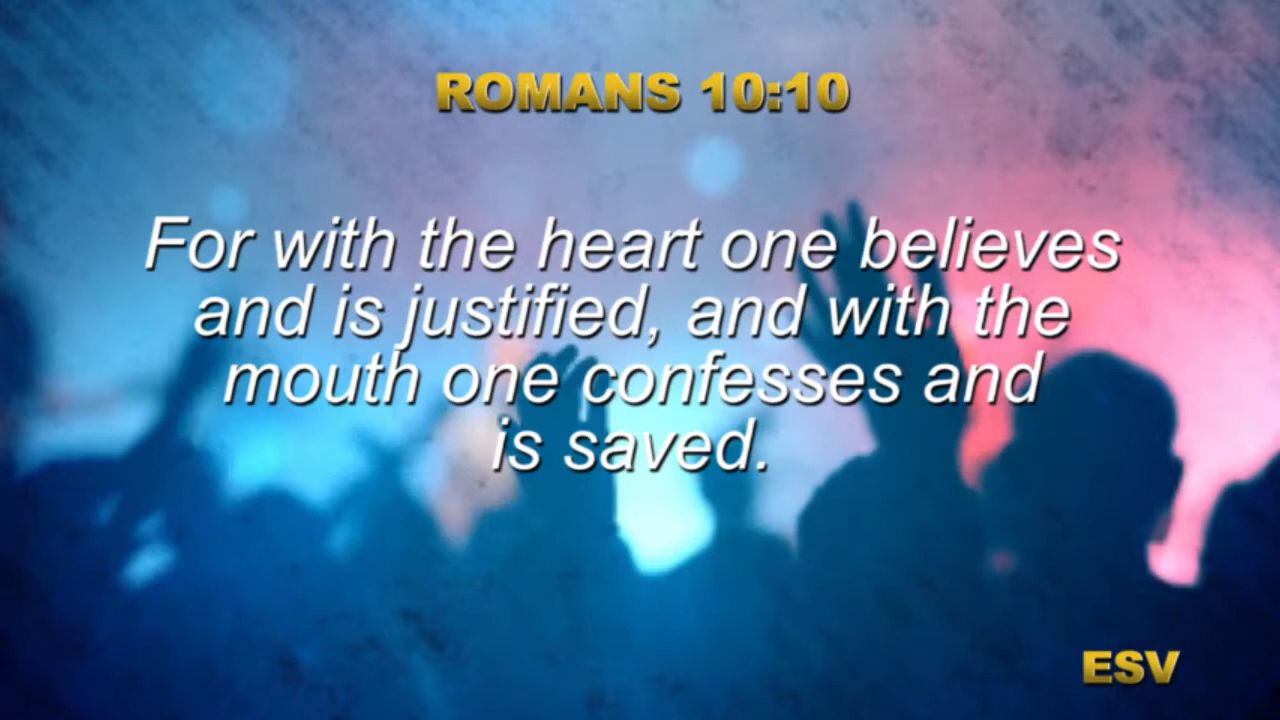 ROMANS 10:10
For with the heart one believes
and is justified, and with the
mouth one confesses and
is saved.
ESV